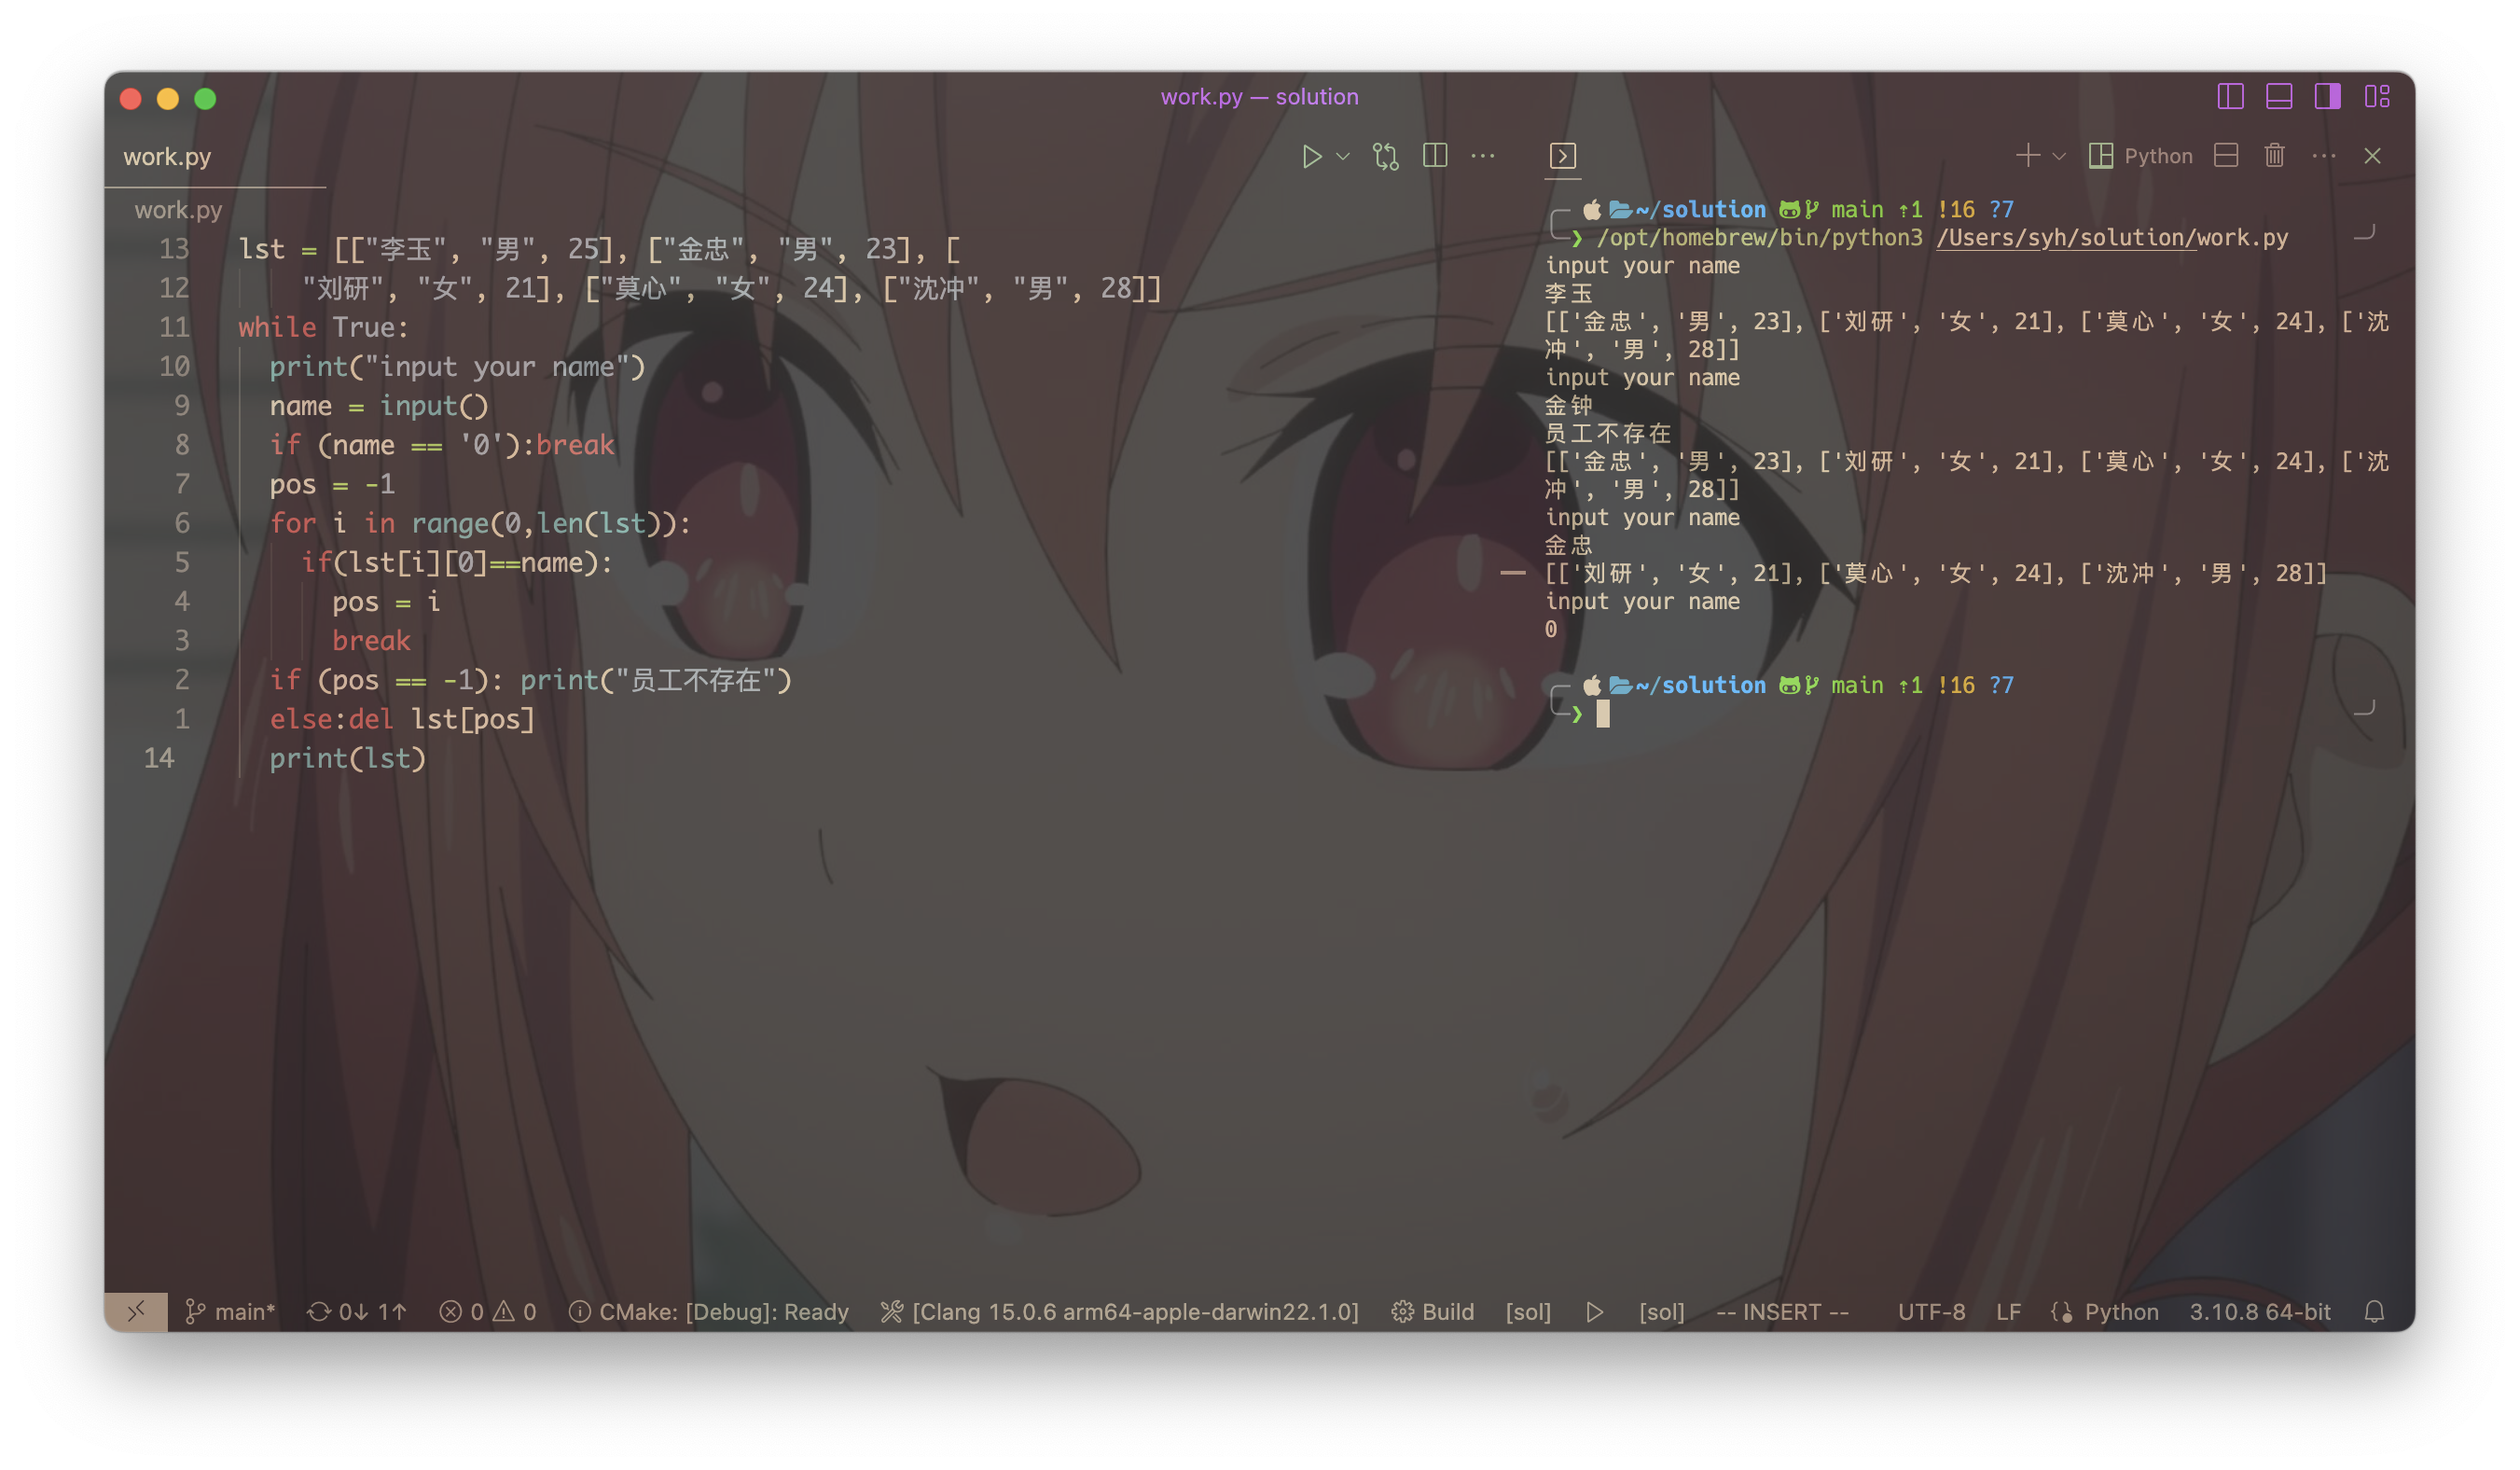 work.py — solution
work.py
Python
work.py
13 lst = [["李玉", "男", 25], ["金忠", "男", 23], [
12 "刘研", "女", 21], ["莫心", "女", 24], ["沈冲", "男", 28]]
11 while True:
10 print("input your name")
9 name = input()
8 if (name == '0'):break
7 pos = -1
6 for i in range(0,len(lst)):
5 if(lst[i][0]==name):
4 pos = i
3 break
2 if (pos == -1): print("员工不存在")
1 else:del lst[pos]
14 print(lst)
~/solution main ⇡1 !16 ?7
❯ /opt/homebrew/bin/python3 /Users/syh/solution/work.py
input your name
李玉
[['金忠', '男', 23], ['刘研', '女', 21], ['莫心', '女', 24], ['沈
冲', '男', 28]]
input your name
金钟
员工不存在
[['金忠', '男', 23], ['刘研', '女', 21], ['莫心', '女', 24], ['沈
冲', '男', 28]]
input your name
金忠
[['刘研', '女', 21], ['莫心', '女', 24], ['沈冲', '男', 28]]
input your name
0
~/solution main ⇡1 !16 ?7
❯
main* 0↓ 1↑ 0 0 CMake: [Debug]: Ready [Clang 15.0.6 arm64-apple-darwin22.1.0] Build [sol] [sol] -- INSERT -- UTF-8 LF Python 3.10.8 64-bit